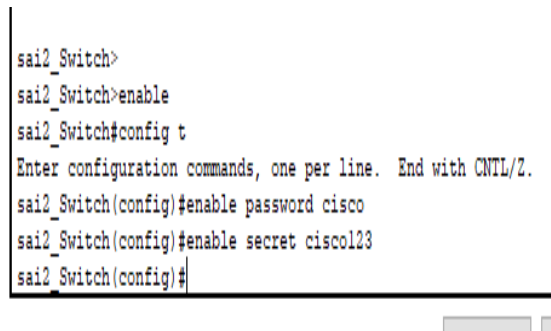 sai2_Switch>
sai2_Switch>enable
sai2_Switch#config t
Enter configuration commands, one per line.  End with CNTL/Z.
sai2_Switch(config)#enable password cisco
sai2_Switch(config)#enable secret cisco123
sai2_Switch(config)#